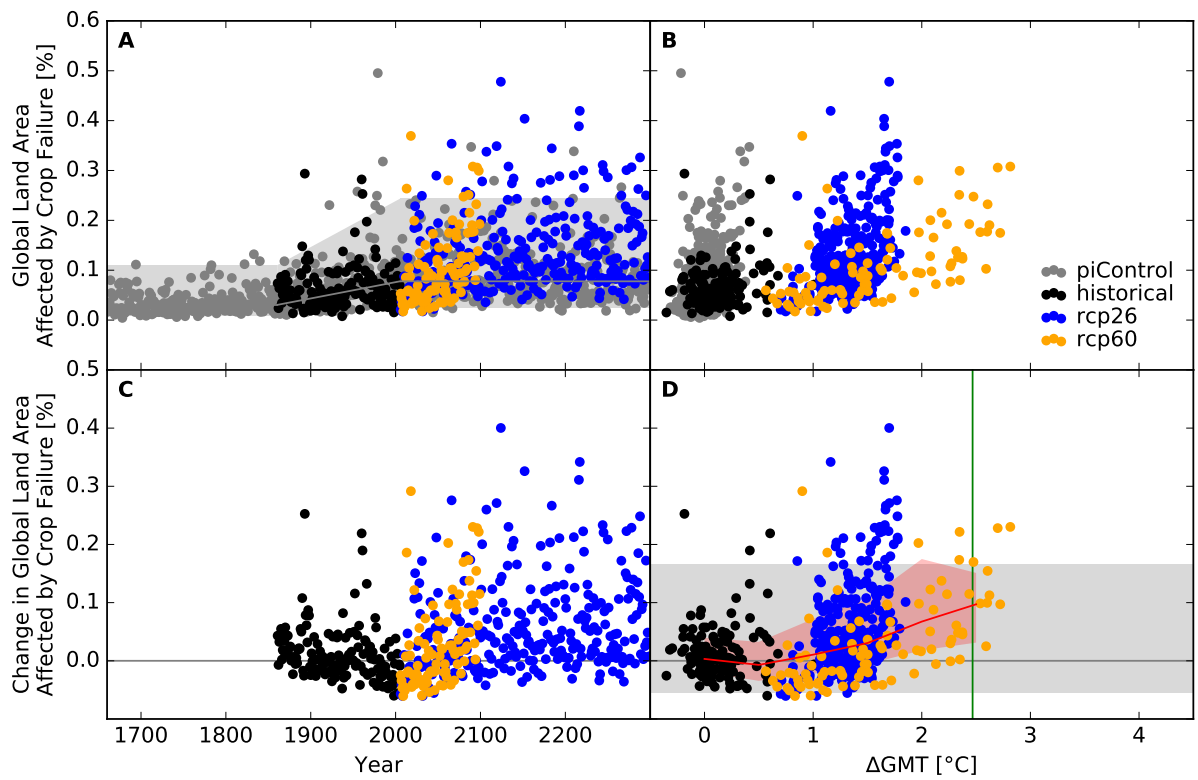 A
B
0.6
0.5
0.4
0.3
0.2
0.1
0.0
Global Land Area
Affected by Crop Failure [%]
piControl
historical
rcp26
rcp60
C
D
0.5
0.4
0.3
0.2
0.1
0.0
Change in Global Land Area
Affected by Crop Failure [%]
1700 1800 1900 2000 2100 2200
0 1 2 3 4
Year
ΔGMT [°C]